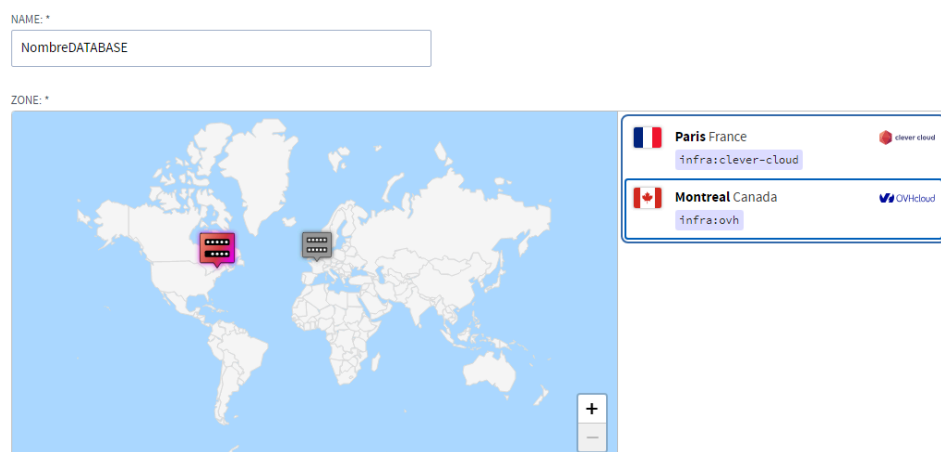 NAME: *
NombreDATABASE
ZONE: *
Paris France
clever cloud
infra:clever-cloud
Montreal Canada
OVHcloud
infra:ovh
+
−